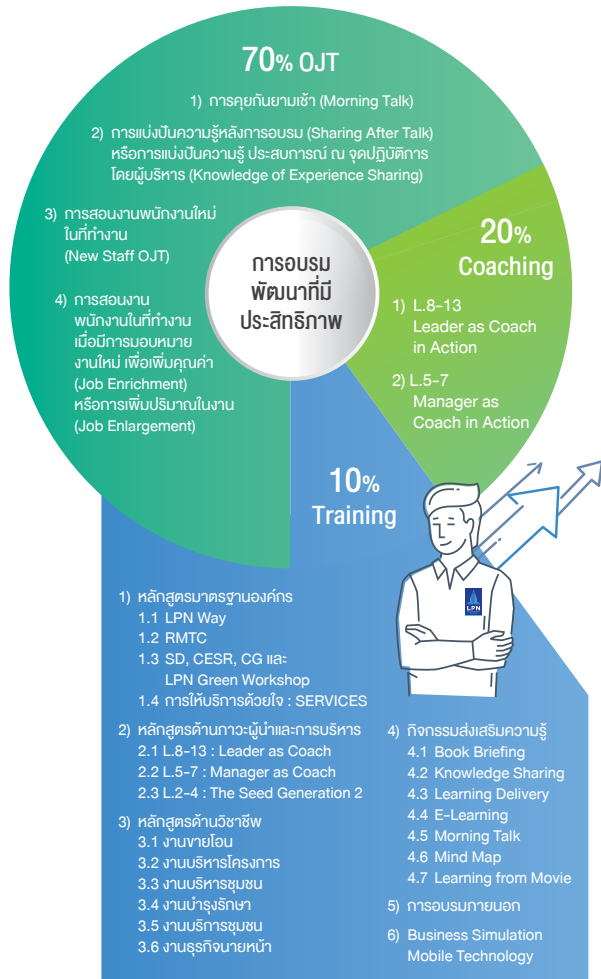 70% OJT
1) การคุยกันยามเช้า (Morning Talk)
2) การแบ่งปันความรู้หลังการอบรม (Sharing After Talk)
หรือการแบ่งปันความรู้ ประสบการณ์ ณ จุดปฏิบัติการ
โดยผู้บริหาร (Knowledge of Experience Sharing)
3) การสอนงานพนักงานใหม่
ในที่ทำงาน
(New Staff OJT)
4) การสอนงาน
พนักงานในที่ทำงาน
เมื่อมีการมอบหมาย
งานใหม่ เพื่อเพิ่มคุณค่า
(Job Enrichment)
หรือการเพิ่มปริมาณในงาน
(Job Enlargement)
การอบรม
พัฒนาที่มี
ประสิทธิภาพ
20%
Coaching
1) L.8-13
Leader as Coach
in Action
2) L.5-7
Manager as
Coach in Action
10%
Training
LPN
1) หลักสูตรมาตรฐานองค์กร
1.1 LPN Way
1.2 RMTC
1.3 SD, CESR, CG และ
LPN Green Workshop
1.4 การให้บริการด้วยใจ : SERVICES
2) หลักสูตรด้านภาวะผู้นำและการบริหาร
2.1 L.8-13 : Leader as Coach
2.2 L.5-7 : Manager as Coach
2.3 L.2-4 : The Seed Generation 2
3) หลักสูตรด้านวิชาชีพ
3.1 งานขายโอน
3.2 งานบริหารโครงการ
3.3 งานบริหารชุมชน
3.4 งานบำรุงรักษา
3.5 งานบริการชุมชน
3.6 งานธุรกิจนายหน้า
4) กิจกรรมส่งเสริมความรู้
4.1 Book Briefing
4.2 Knowledge Sharing
4.3 Learning Delivery
4.4 E-Learning
4.5 Morning Talk
4.6 Mind Map
4.7 Learning from Movie
5) การอบรมภายนอก
6) Business Simulation
Mobile Technology